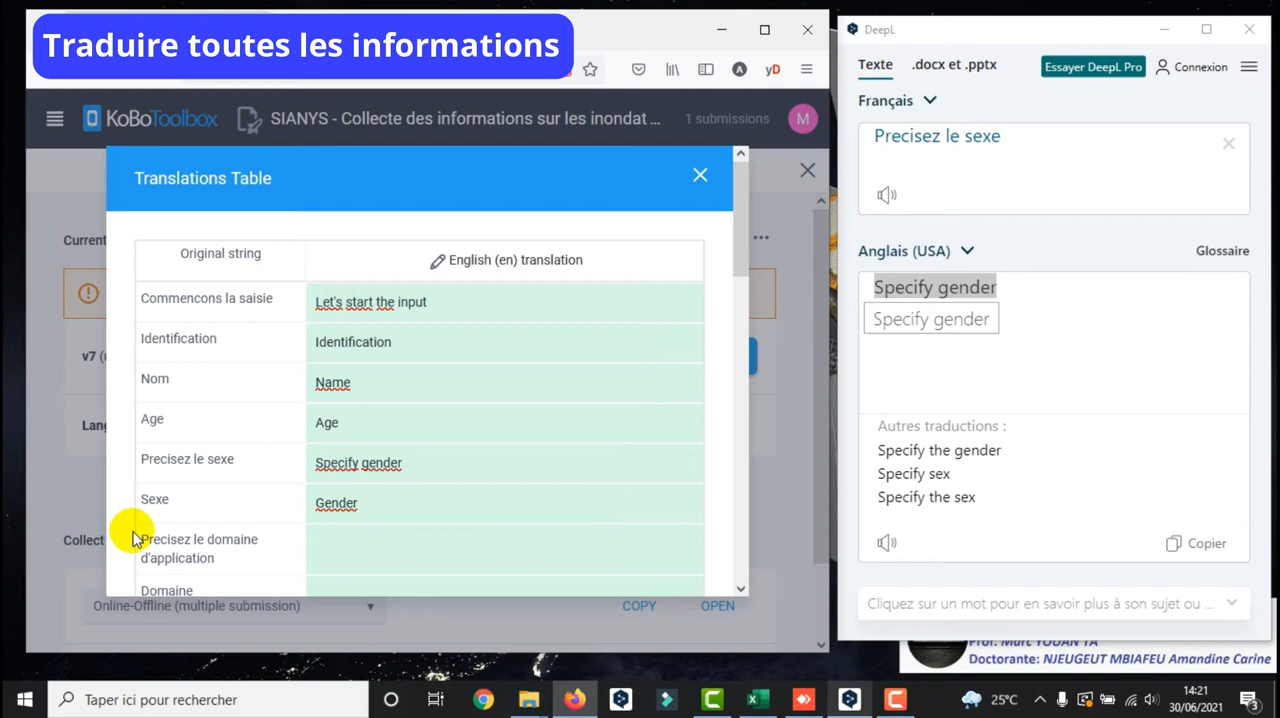 Traduire toutes les informations
KoBoToolbox
SIANYS - Collecte des informations sur les inondat ...
1 submissions
M
Translations Table
Current
v7
Lang
Collect
Original string
English (en) translation
Commencons la saisie
Let's start the input
Identification
Identification
Nom
Name
Age
Age
Precisez le sexe
Specify gender
Sexe
Gender
Precisez le domaine
d'application
Domaine
Online-Offline (multiple submission)
COPY
OPEN
DeepL
Texte
.docx et .pptx
Essayer DeepL Pro
Connexion
Français
Precisez le sexe
Anglais (USA)
Glossaire
Specify gender
Specify gender
Autres traductions :
Specify the gender
Specify sex
Specify the sex
Copier
Cliquez sur un mot pour en savoir plus à son sujet ou ...
Prof. Marc YOUAN TA
Doctorante: NJEUGEUT MBIAFEU Amandine Carine
Taper ici pour rechercher
25°C
14:21
30/06/2021
3